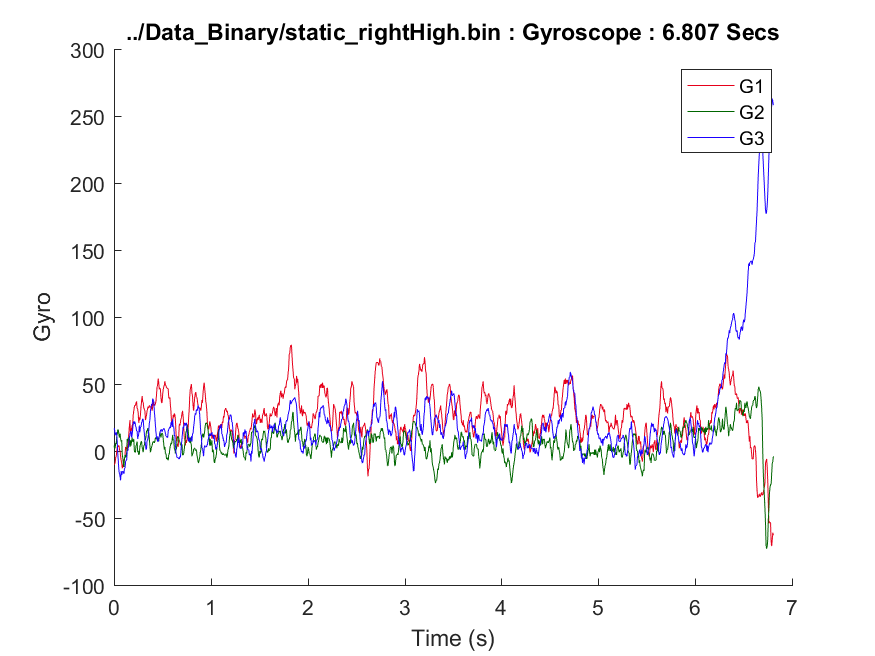 ../Data_Binary/static_rightHigh.bin : Gyroscope : 6.807 Secs
300
250
200
150
100
50
0
-50
-100
Gyro
G1
G2
G3
0 1 2 3 4 5 6 7
Time (s)